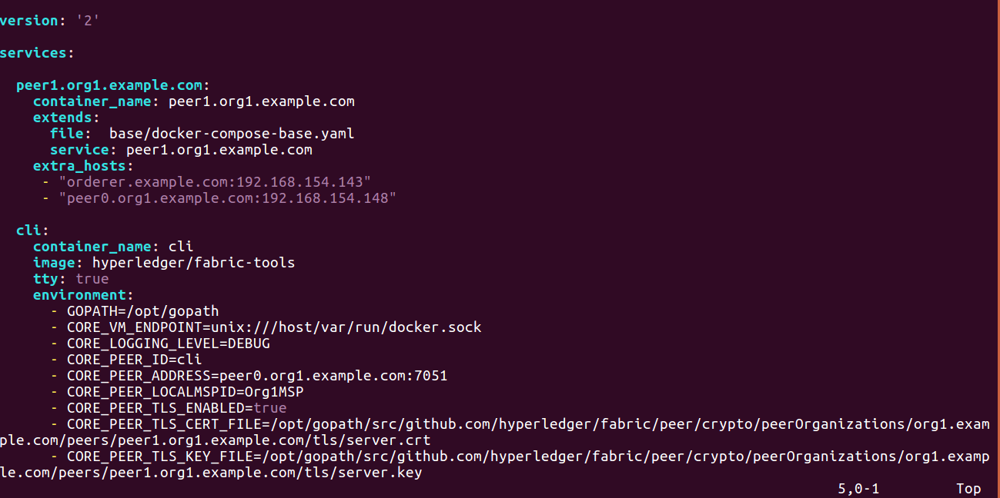 version: '2'
services:
  peer1.org1.example.com:
    container_name: peer1.org1.example.com
    extends:
      file:  base/docker-compose-base.yaml
      service: peer1.org1.example.com
    extra_hosts:
     - "orderer.example.com:192.168.154.143"
     - "peer0.org1.example.com:192.168.154.148"
  cli:
    container_name: cli
    image: hyperledger/fabric-tools
    tty: true
    environment:
      - GOPATH=/opt/gopath
      - CORE_VM_ENDPOINT=unix:///host/var/run/docker.sock
      - CORE_LOGGING_LEVEL=DEBUG
      - CORE_PEER_ID=cli
      - CORE_PEER_ADDRESS=peer0.org1.example.com:7051
      - CORE_PEER_LOCALMSPID=Org1MSP
      - CORE_PEER_TLS_ENABLED=true
      - CORE_PEER_TLS_CERT_FILE=/opt/gopath/src/github.com/hyperledger/fabric/peer/crypto/peerOrganizations/org1.exam
ple.com/peers/peer1.org1.example.com/tls/server.crt
      - CORE_PEER_TLS_KEY_FILE=/opt/gopath/src/github.com/hyperledger/fabric/peer/crypto/peerOrganizations/org1.examp
le.com/peers/peer1.org1.example.com/tls/server.key
5,0-1 Top